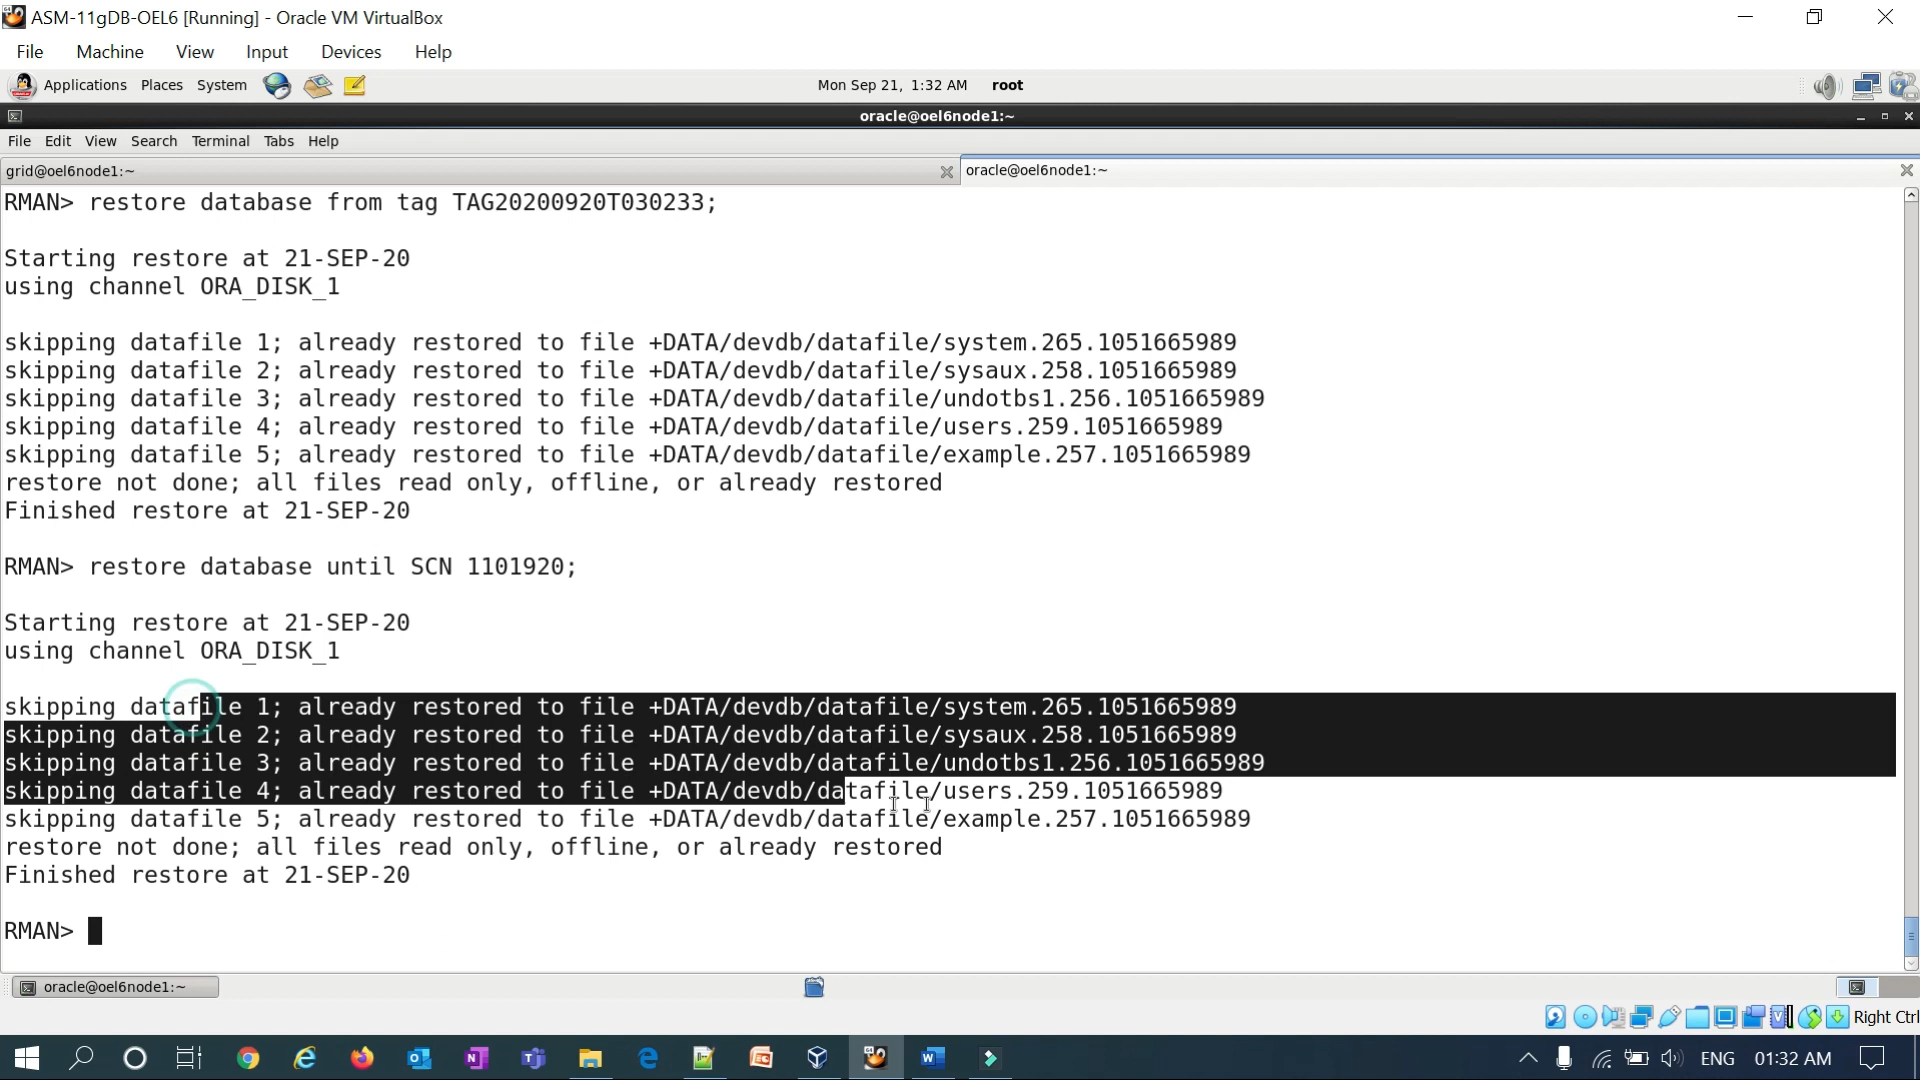 ASM-11gDB-OEL6 [Running] - Oracle VM VirtualBox
File Machine View Input Devices Help
Applications Places System Mon Sep 21, 1:32 AM root
oracle@oel6node1:~
File Edit View Search Terminal Tabs Help
grid@oel6node1:~ oracle@oel6node1:~
RMAN> restore database from tag TAG20200920T030233;
Starting restore at 21-SEP-20
using channel ORA_DISK_1
skipping datafile 1; already restored to file +DATA/devdb/datafile/system.265.1051665989
skipping datafile 2; already restored to file +DATA/devdb/datafile/sysaux.258.1051665989
skipping datafile 3; already restored to file +DATA/devdb/datafile/undotbs1.256.1051665989
skipping datafile 4; already restored to file +DATA/devdb/datafile/users.259.1051665989
skipping datafile 5; already restored to file +DATA/devdb/datafile/example.257.1051665989
restore not done; all files read only, offline, or already restored
Finished restore at 21-SEP-20
RMAN> restore database until SCN 1101920;
Starting restore at 21-SEP-20
using channel ORA_DISK_1
skipping datafile 1; already restored to file +DATA/devdb/datafile/system.265.1051665989
skipping datafile 2; already restored to file +DATA/devdb/datafile/sysaux.258.1051665989
skipping datafile 3; already restored to file +DATA/devdb/datafile/undotbs1.256.1051665989
skipping datafile 4; already restored to file +DATA/devdb/datafile/users.259.1051665989
skipping datafile 5; already restored to file +DATA/devdb/datafile/example.257.1051665989
restore not done; all files read only, offline, or already restored
Finished restore at 21-SEP-20
RMAN>
oracle@oel6node1:~
Right Ctrl
ENG 01:32 AM